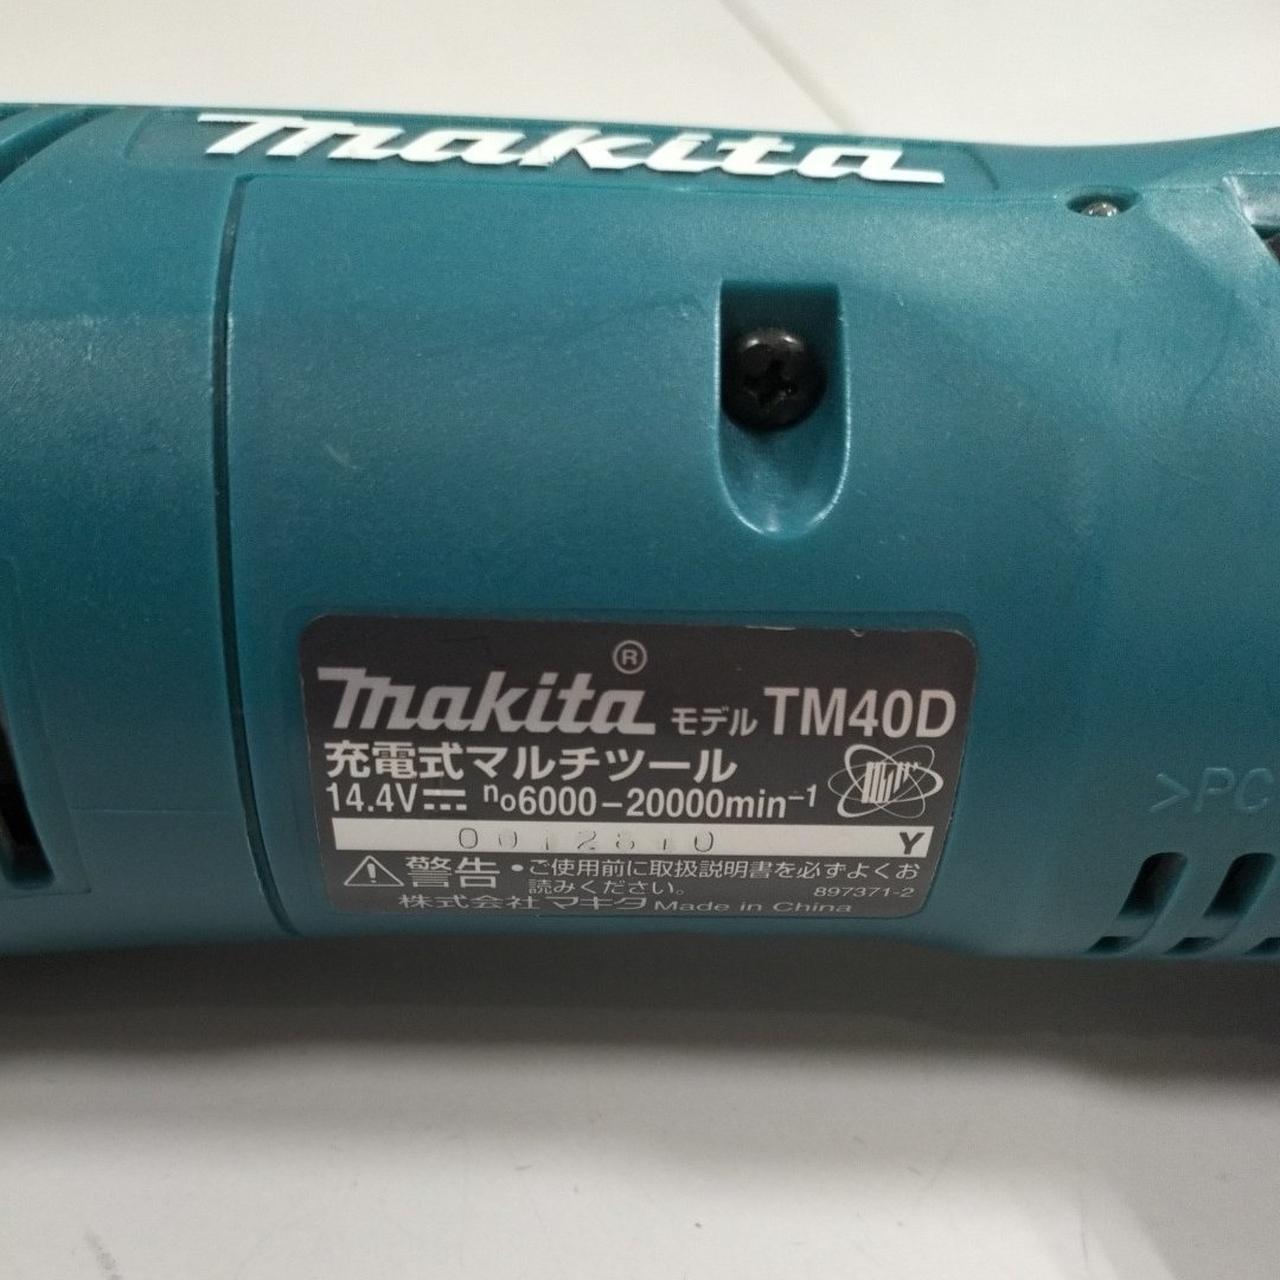 makita
makita® モデル TM40D
充電式マルチツール
14.4V⎓ n₀6000-20000min⁻¹
Y
⚠警告・ご使用前に取扱説明書を必ずよくお
読みください。 897371-2
株式会社マキタ Made in China
>PC